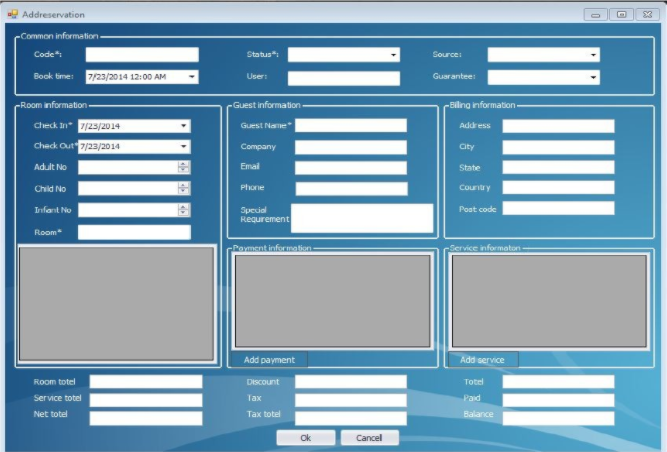 Addreservation
Common information
Code*: Status*: Source:
Book time: 7/23/2014 12:00 AM User: Guarantee:
Room information Guest information Billing information
Check In* 7/23/2014 Guest Name* Address
Check Out* 7/23/2014 Company City
Adult No Email State
Child No Phone Country
Infant No Special Requirement Post code
Room*
Payment information Service informaton
Add payment Add service
Room totel Discount Totel
Service totel Tax Paid
Net totel Tax totel Balance
Ok Cancell